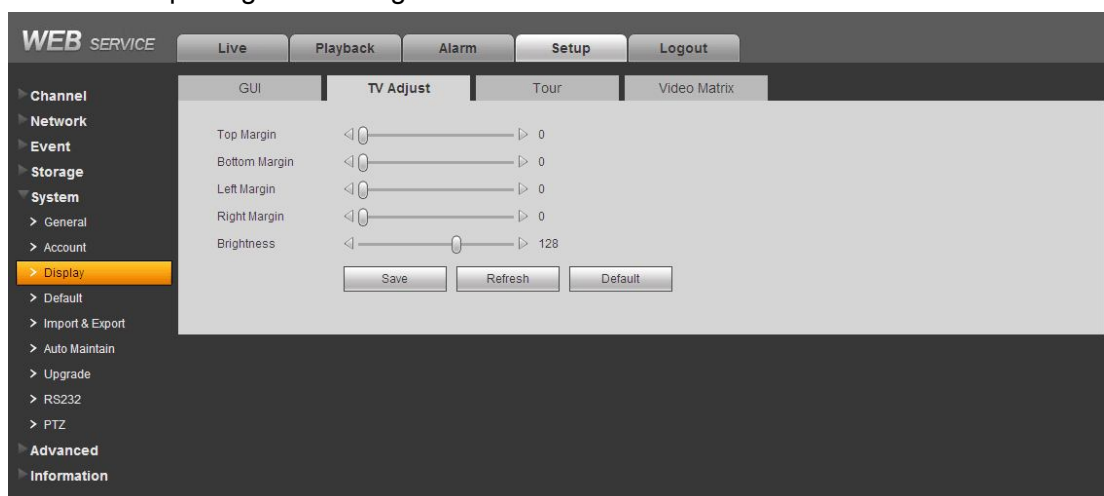 WEB SERVICE
Live Playback Alarm Setup Logout
GUI TV Adjust Tour Video Matrix
Channel
Network
Event
Storage
System
General
Account
Display
Default
Import & Export
Auto Maintain
Upgrade
RS232
PTZ
Advanced
Information
Top Margin 0
Bottom Margin 0
Left Margin 0
Right Margin 0
Brightness 128
Save Refresh Default